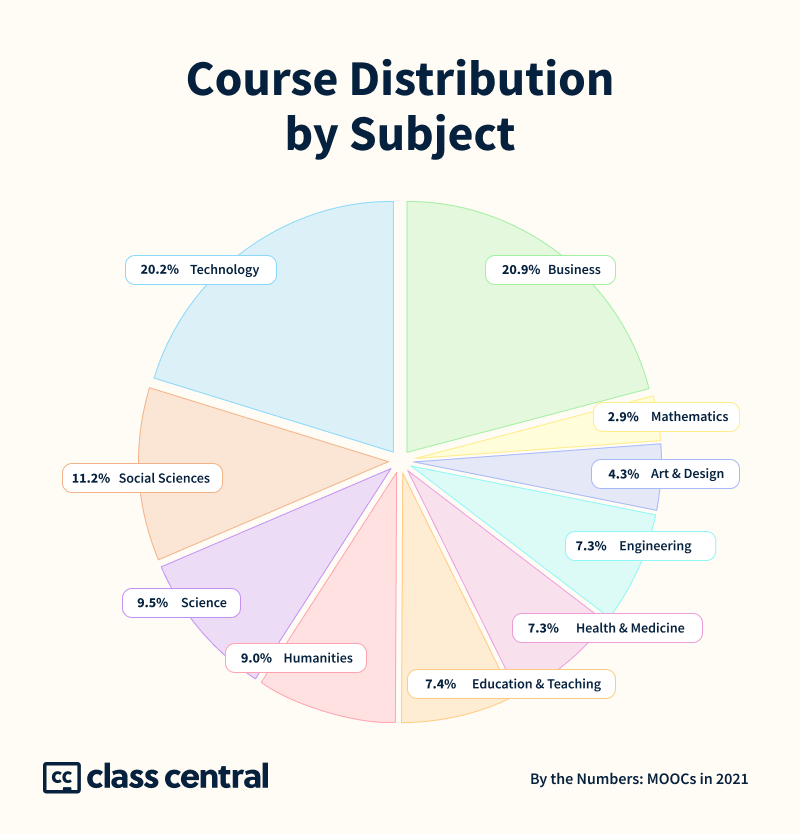 Course Distribution
by Subject
20.2% Technology
20.9% Business
2.9% Mathematics
11.2% Social Sciences
4.3% Art & Design
7.3% Engineering
9.5% Science
7.3% Health & Medicine
9.0% Humanities
7.4% Education & Teaching
cc class central
By the Numbers: MOOCs in 2021